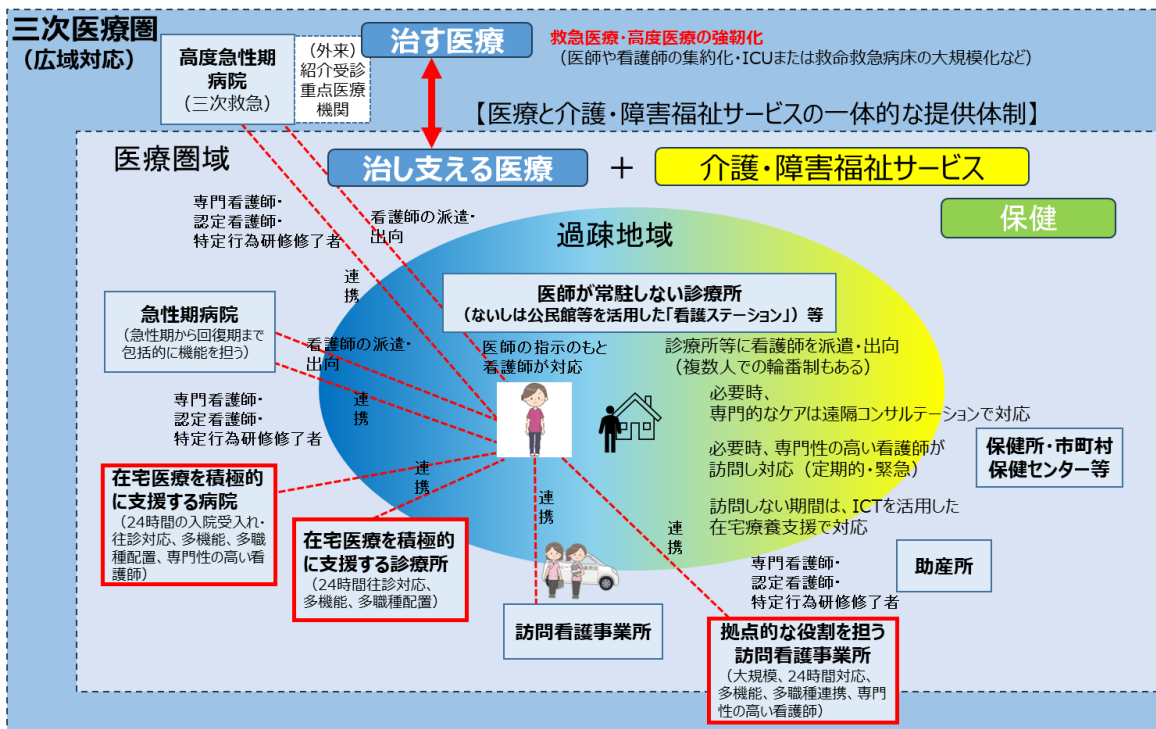 三次医療圏
(広域対応)
高度急性期
病院
(三次救急)
(外来)
紹介受診
重点医療
機関
治す医療
救急医療・高度医療の強靭化
(医師や看護師の集約化・ICUまたは救命救急病床の大規模化など)
【医療と介護・障害福祉サービスの一体的な提供体制】
医療圏域
治し支える医療
+
介護・障害福祉サービス
保健
専門看護師・
認定看護師・
特定行為研修修了者
看護師の派遣・
出向
連携
過疎地域
医師が常駐しない診療所
(ないしは公民館等を活用した「看護ステーション」)等
急性期病院
(急性期から回復期まで
包括的に機能を担う)
看護師の派遣・
出向
医師の指示のもと
看護師が対応
診療所等に看護師を派遣・出向
(複数人での輪番制もある)
専門看護師・
認定看護師・
特定行為研修修了者
連携
必要時、
専門的なケアは遠隔コンサルテーションで対応
必要時、専門性の高い看護師が
訪問し対応(定期的・緊急)
保健所・市町村
保健センター等
在宅医療を積極的
に支援する病院
(24時間の入院受入れ・
往診対応、多機能、多職
種配置、専門性の高い看
護師)
連携
在宅医療を積極的
に支援する診療所
(24時間往診対応、
多機能、多職種配置)
連携
訪問しない期間は、ICTを活用した
在宅療養支援で対応
連携
専門看護師・
認定看護師・
特定行為研修修了者
助産所
訪問看護事業所
拠点的な役割を担う
訪問看護事業所
(大規模、24時間対応、
多機能、多職種連携、専門
性の高い看護師)